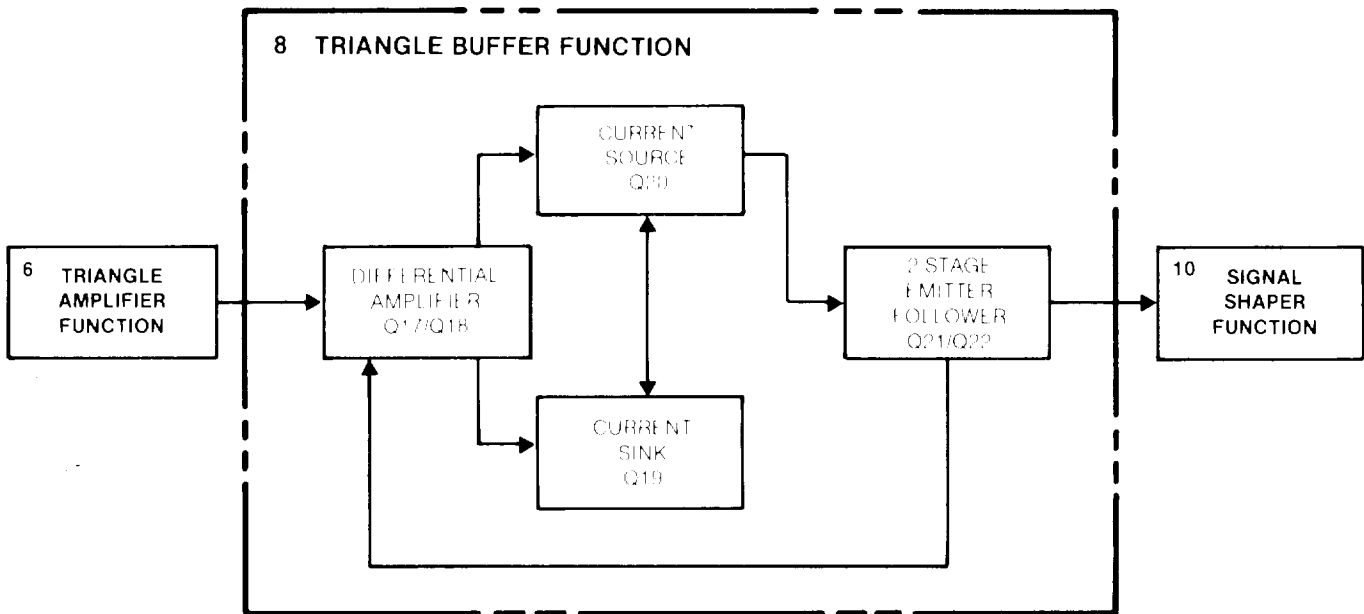 8 TRIANGLE BUFFER FUNCTION
CURRENT
SOURCE
Q20
6 TRIANGLE
AMPLIFIER
FUNCTION
DIFFERENTIAL
AMPLIFIER
Q17/Q18
2 STAGE
EMITTER
FOLLOWER
Q21/Q22
10 SIGNAL
SHAPER
FUNCTION
CURRENT
SINK
Q19